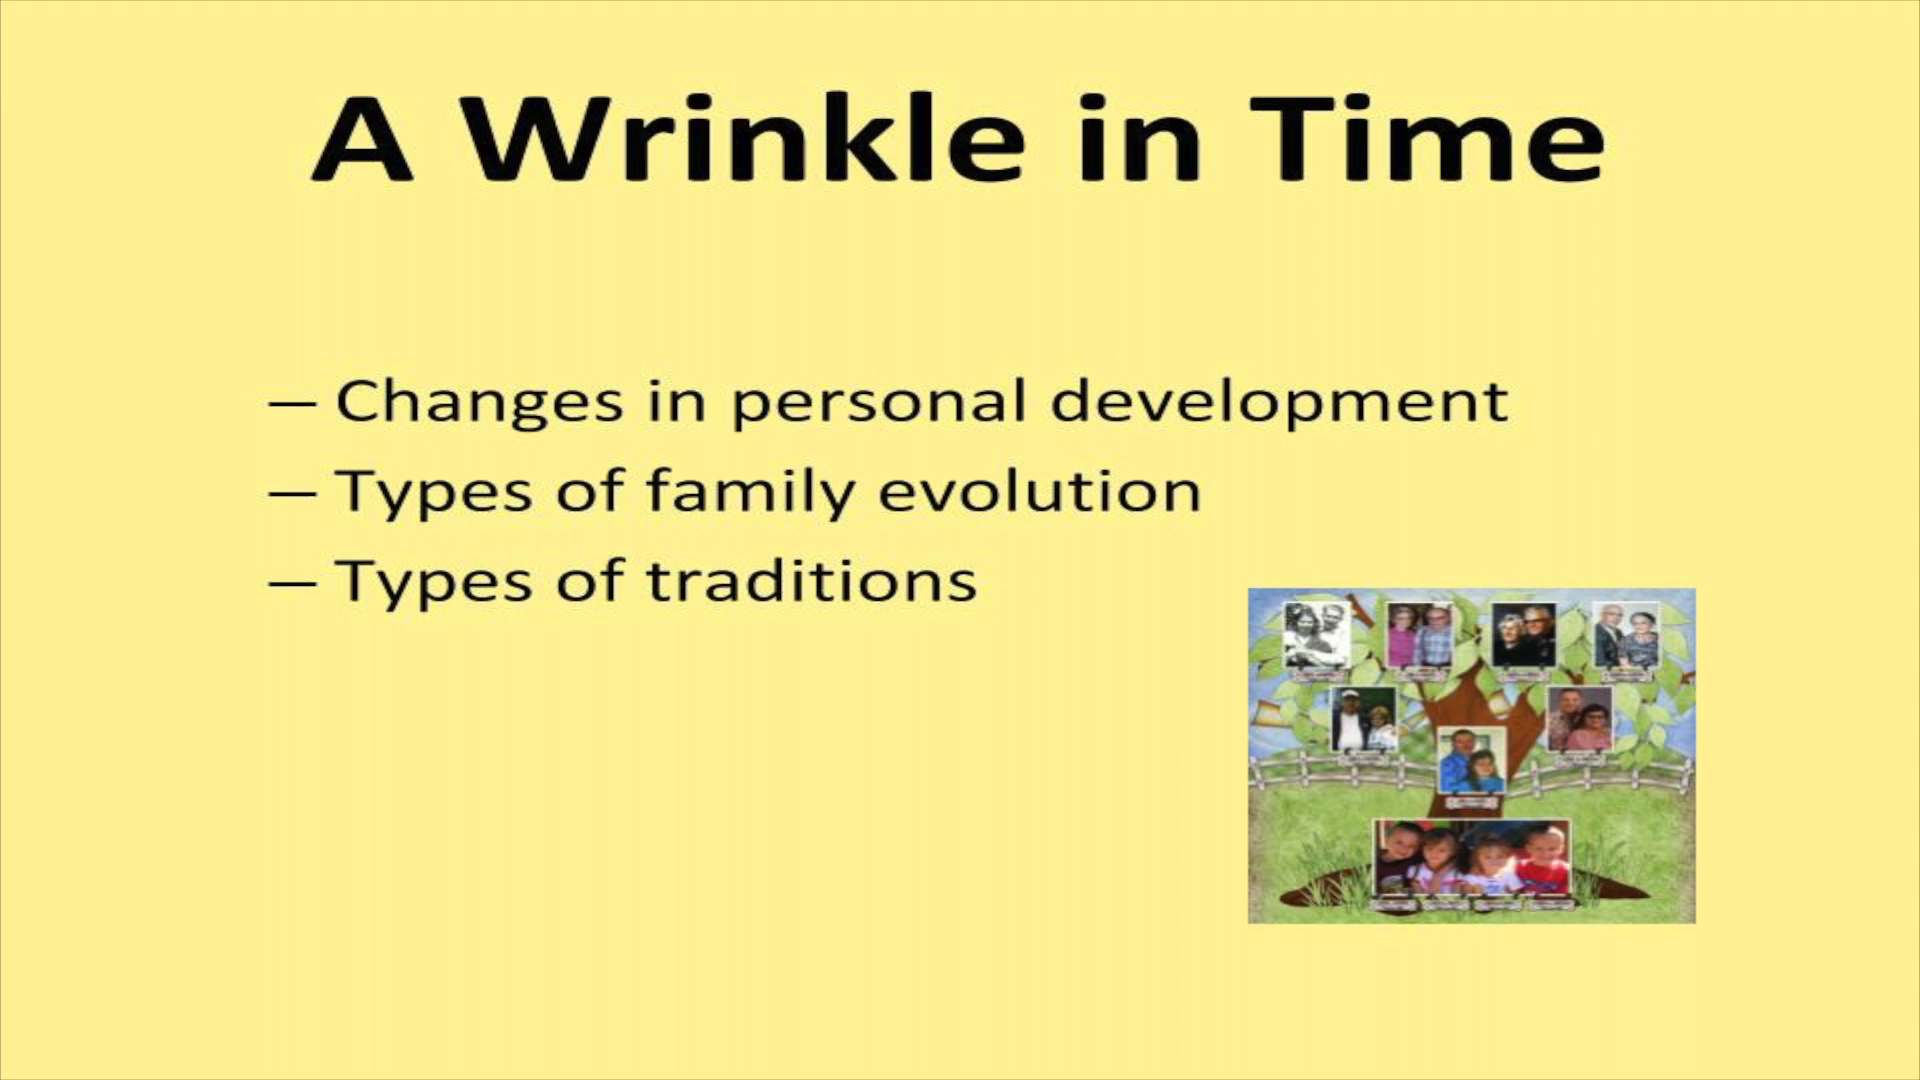 A Wrinkle in Time
– Changes in personal development
– Types of family evolution
– Types of traditions